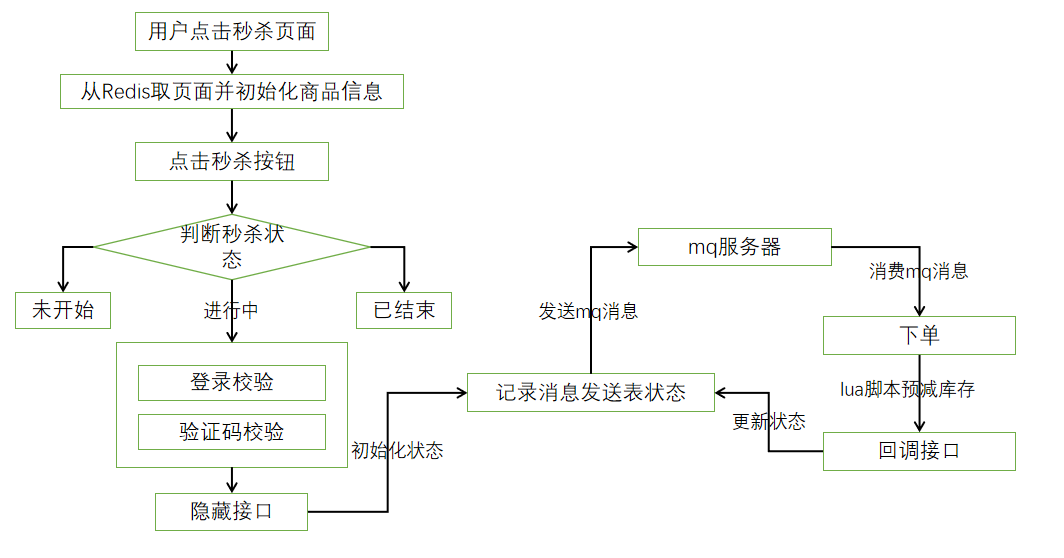 用户点击秒杀页面
从Redis取页面并初始化商品信息
点击秒杀按钮
判断秒杀状
态
未开始
进行中
已结束
登录校验
验证码校验
隐藏接口
初始化状态
记录消息发送表状态
发送mq消息
mq服务器
消费mq消息
下单
lua脚本预减库存
回调接口
更新状态